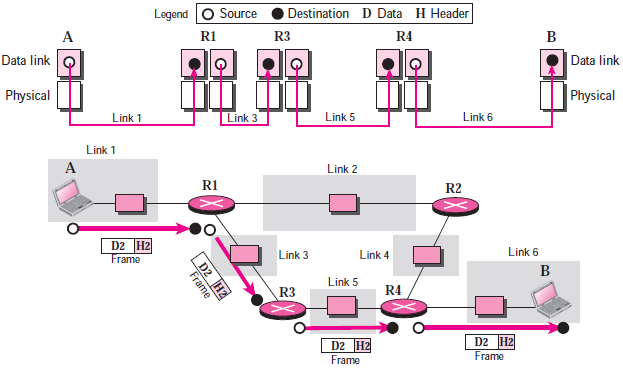 Legend Source Destination D Data H Header
A R1 R3 R4 B
Data link Data link
Physical Physical
Link 1 Link 3 Link 5 Link 6
Link 1
A
R1
Link 2
R2
D2 H2
Frame
Link 3
Link 4
Link 6
B
D2 H2
Frame
R3
Link 5
R4
D2 H2
Frame
D2 H2
Frame